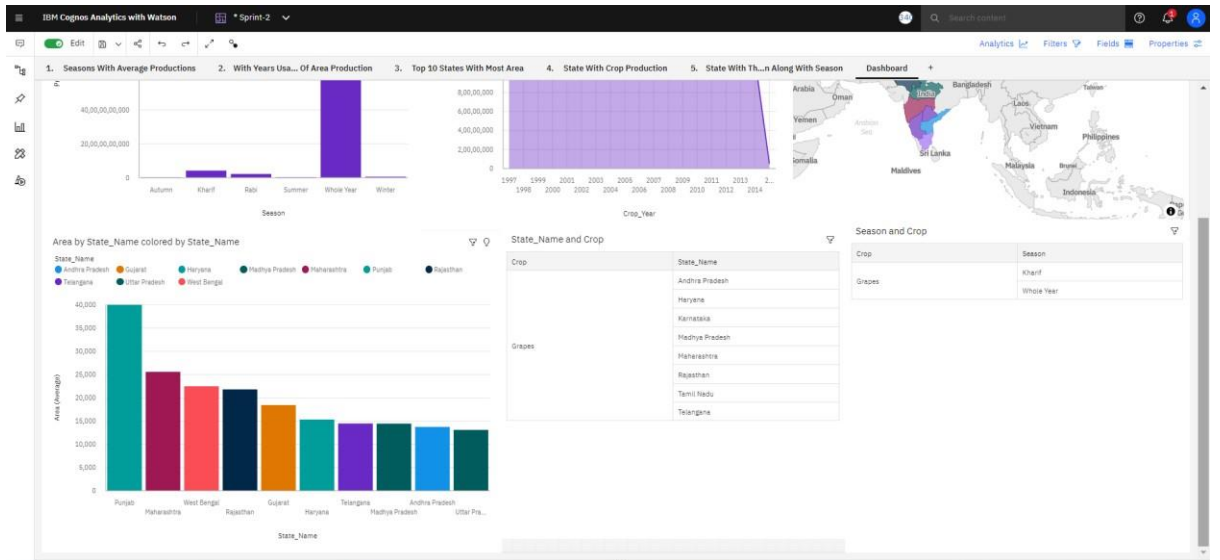 IBM Cognos Analytics with Watson
* Sprint-2
Search content
Edit
Analytics
Filters
Fields
Properties
1. Seasons With Average Productions
2. With Years Usa... Of Area Production
3. Top 10 States With Most Area
4. State With Crop Production
5. State With Th...n Along With Season
Dashboard
+
40,00,00,00,000
20,00,00,00,000
0
Autumn Kharif Rabi Summer Whole Year Winter
Season
8,00,00,000
6,00,00,000
4,00,00,000
2,00,00,000
0
1997 1999 2001 2003 2005 2007 2009 2011 2013 2...
1998 2000 2002 2004 2006 2008 2010 2012 2014
Crop_Year
Arabia
Oman
India
Bangladesh
Taiwan
Laos
Yemen
Arabian
Sea
Vietnam
Philippines
Somalia
Sri Lanka
Maldives
Malaysia
Brunei
Indonesia
Area by State_Name colored by State_Name
State_Name
Andhra Pradesh Gujarat Haryana Madhya Pradesh Maharashtra Punjab Rajasthan
Telangana Uttar Pradesh West Bengal
Area (Average)
40,000
35,000
30,000
25,000
20,000
15,000
10,000
5,000
0
Punjab West Bengal Gujarat Telangana Andhra Pradesh
Maharashtra Rajasthan Haryana Madhya Pradesh Uttar Pra...
State_Name
State_Name and Crop
Crop State_Name
Grapes
Andhra Pradesh
Haryana
Karnataka
Madhya Pradesh
Maharashtra
Rajasthan
Tamil Nadu
Telangana
Season and Crop
Crop Season
Grapes
Kharif
Whole Year